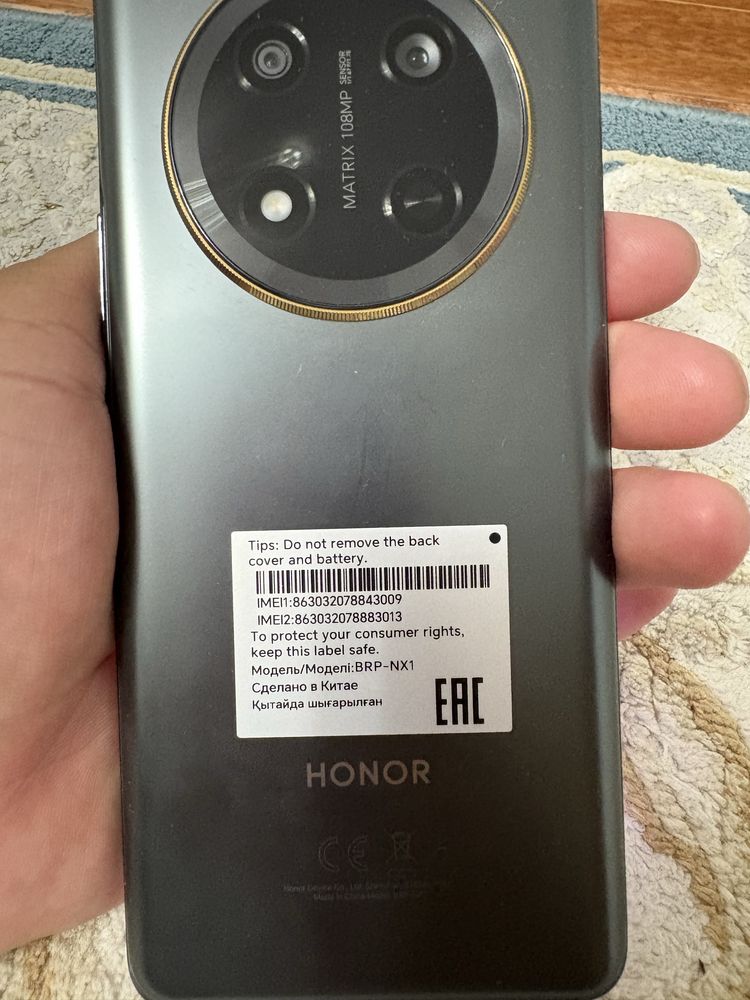 MATRIX 108MP
SENSOR
Tips: Do not remove the back
cover and battery.
IMEI1:863032078843009
IMEI2:863032078883013
To protect your consumer rights,
keep this label safe.
Модель/Моделі:BRP-NX1
Сделано в Китае
Қытайда шығарылған
EAC
HONOR
CE